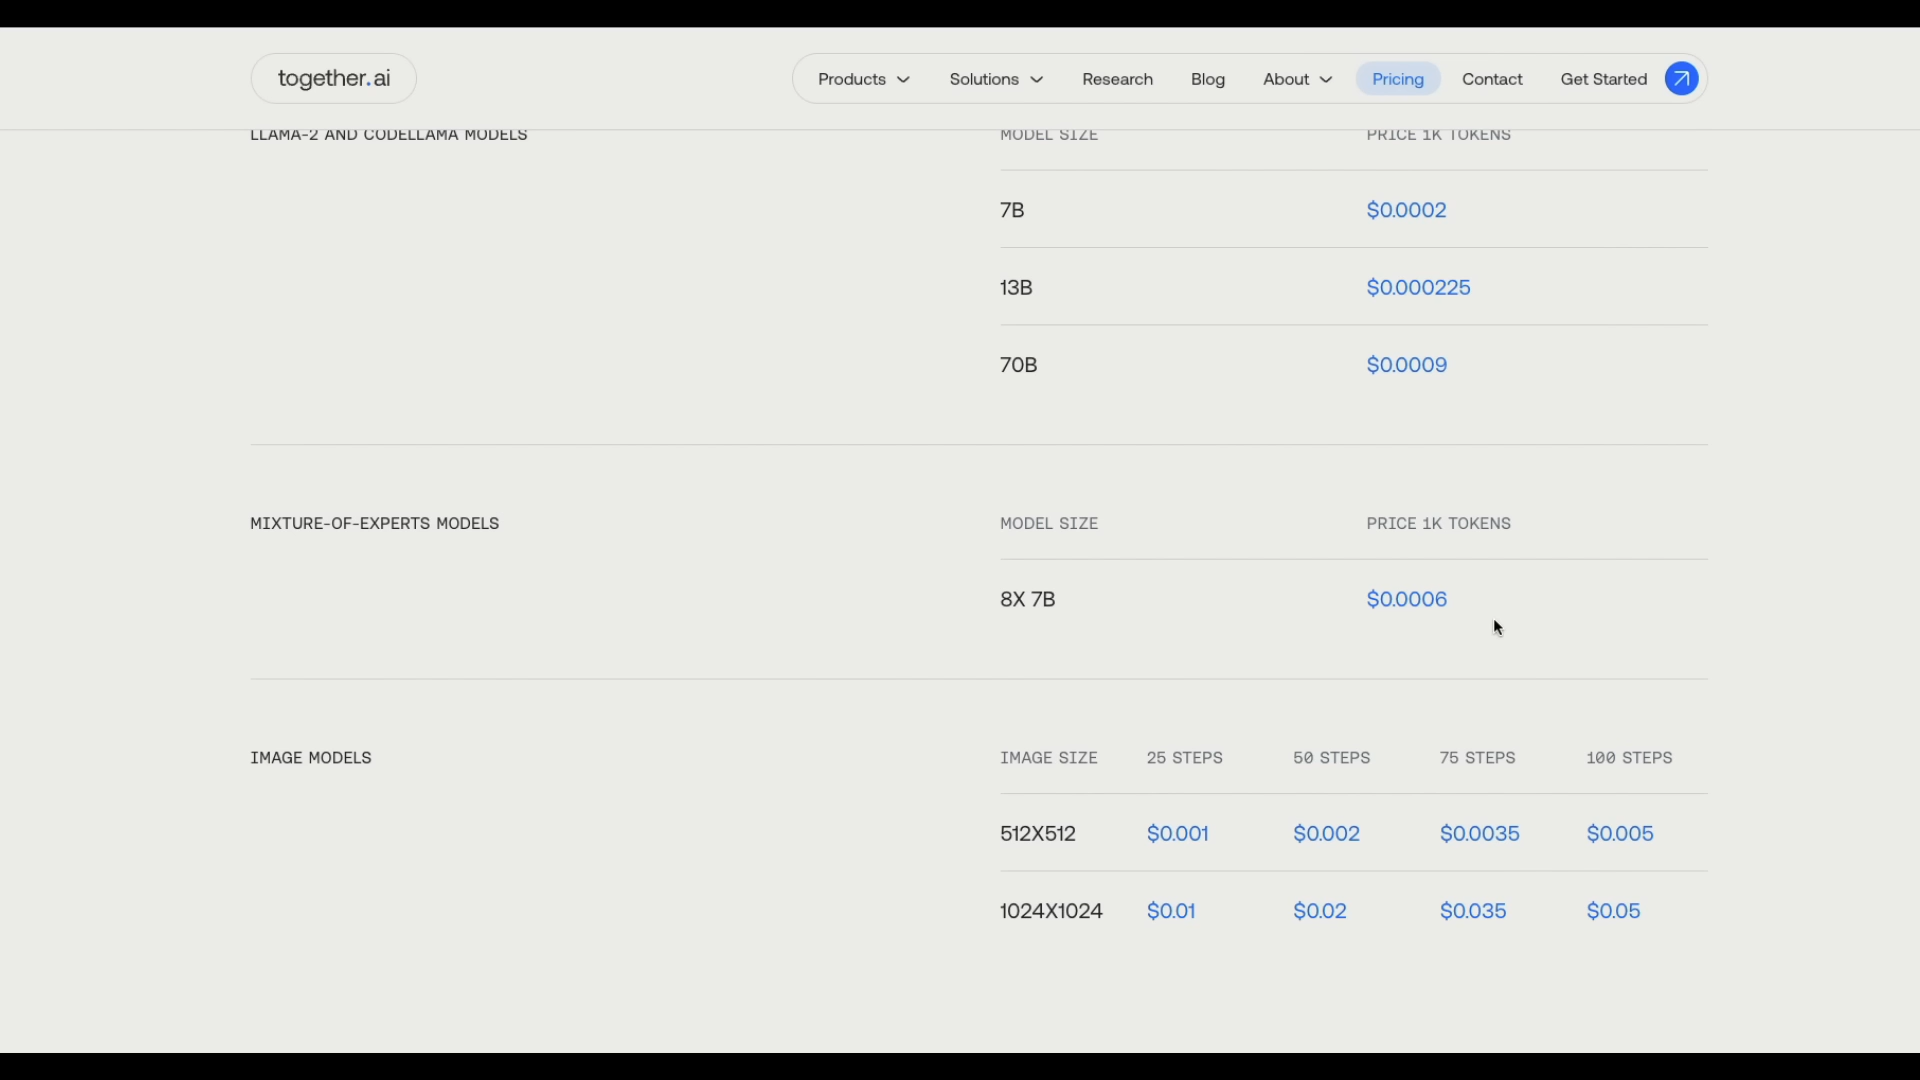 together.ai
Products Solutions Research Blog About Pricing Contact Get Started
LLAMA-2 AND CODELLAMA MODELS MODEL SIZE PRICE 1K TOKENS
7B $0.0002
13B $0.000225
70B $0.0009
MIXTURE-OF-EXPERTS MODELS MODEL SIZE PRICE 1K TOKENS
8X 7B $0.0006
IMAGE MODELS IMAGE SIZE 25 STEPS 50 STEPS 75 STEPS 100 STEPS
512X512 $0.001 $0.002 $0.0035 $0.005
1024X1024 $0.01 $0.02 $0.035 $0.05